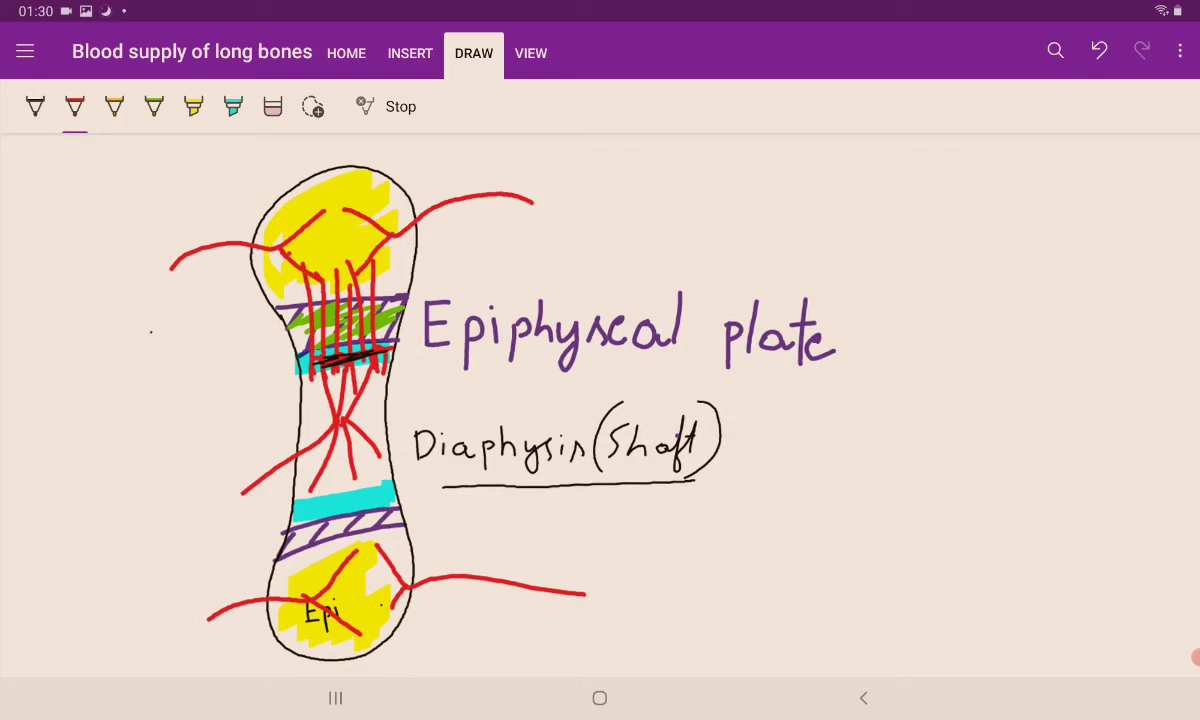 01:30
Blood supply of long bones HOME INSERT DRAW VIEW
Stop
Epiphyseal plate
Diaphysis (Shaft)
Epi